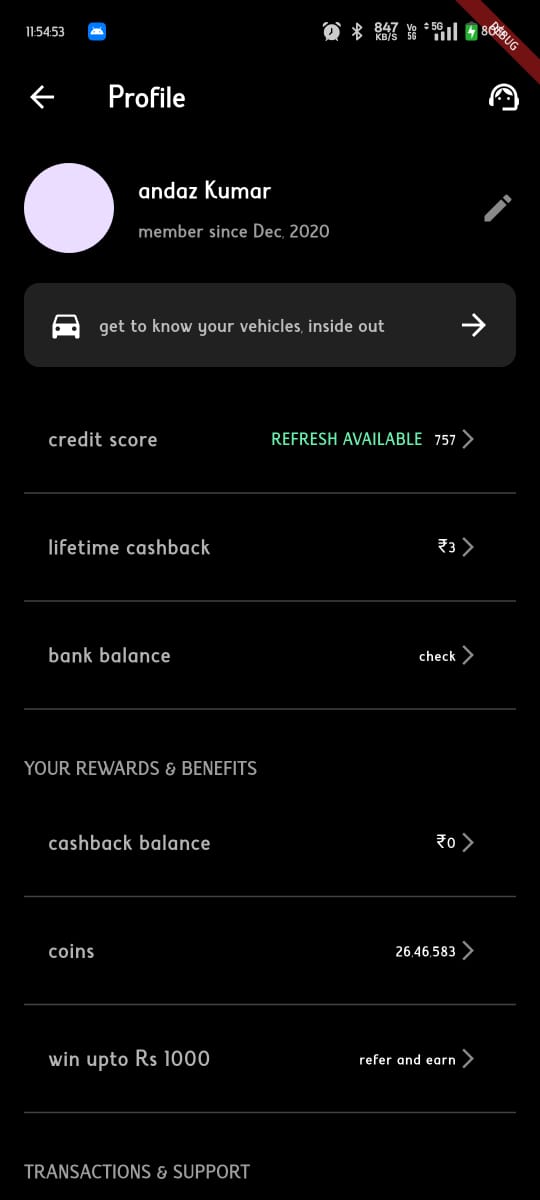 11:54:53
847 KB/S Vo 5G 5G
DEBUG
Profile
andaz Kumar
member since Dec, 2020
get to know your vehicles, inside out
credit score REFRESH AVAILABLE 757
lifetime cashback ₹3
bank balance check
YOUR REWARDS & BENEFITS
cashback balance ₹0
coins 26,46,583
win upto Rs 1000 refer and earn
TRANSACTIONS & SUPPORT